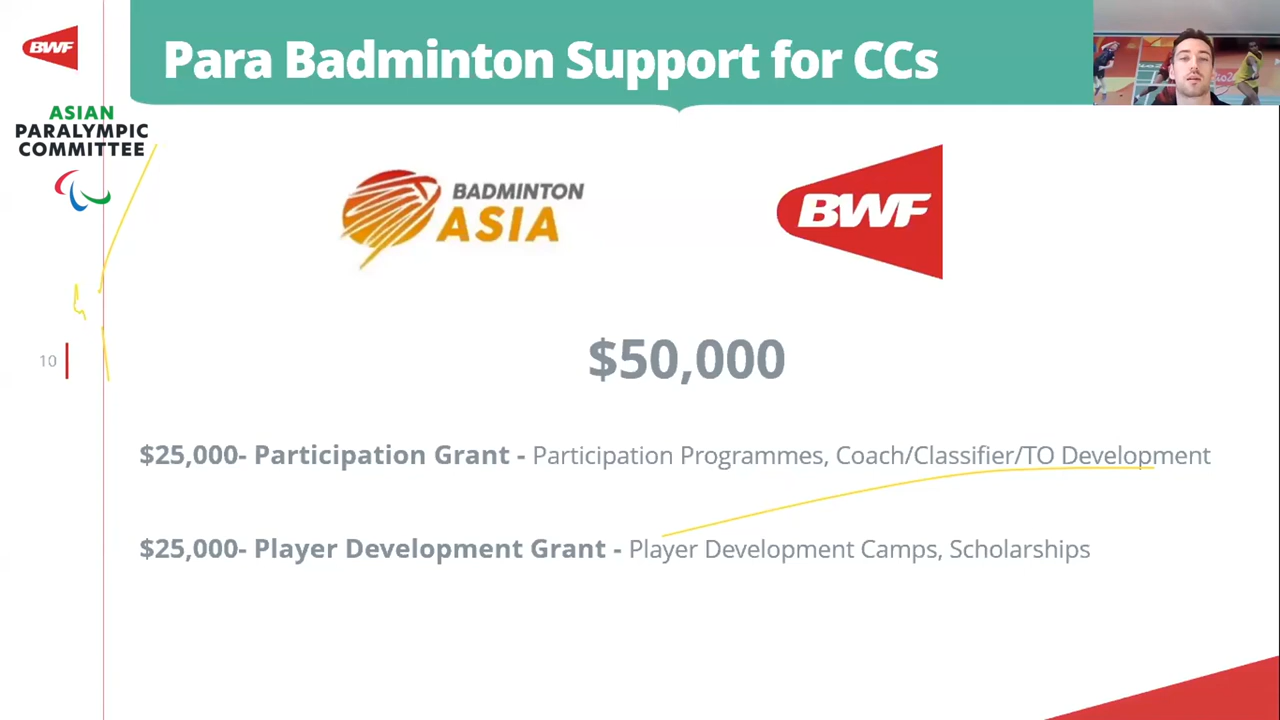 BWF
Para Badminton Support for CCs
ASIAN
PARALYMPIC
COMMITTEE
BADMINTON
ASIA
BWF
$50,000
10
$25,000- Participation Grant - Participation Programmes, Coach/Classifier/TO Development
$25,000- Player Development Grant - Player Development Camps, Scholarships